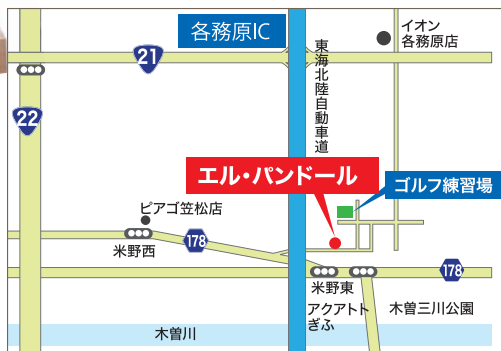 各務原IC
イオン
各務原店
21
東海北陸自動車道
22
エル・パンドール
ゴルフ練習場
ピアゴ笠松店
178
米野西
178
米野東
アクアトト
ぎふ
木曽三川公園
木曽川